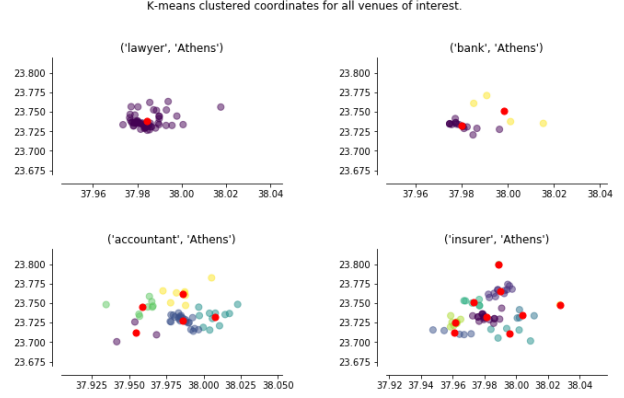 K-means clustered coordinates for all venues of interest.
('lawyer', 'Athens')
23.800
23.775
23.750
23.725
23.700
23.675
37.96 37.98 38.00 38.02 38.04
('bank', 'Athens')
23.800
23.775
23.750
23.725
23.700
23.675
37.96 37.98 38.00 38.02 38.04
('accountant', 'Athens')
23.800
23.775
23.750
23.725
23.700
23.675
37.925 37.950 37.975 38.000 38.025 38.050
('insurer', 'Athens')
23.800
23.775
23.750
23.725
23.700
23.675
37.92 37.94 37.96 37.98 38.00 38.02 38.04